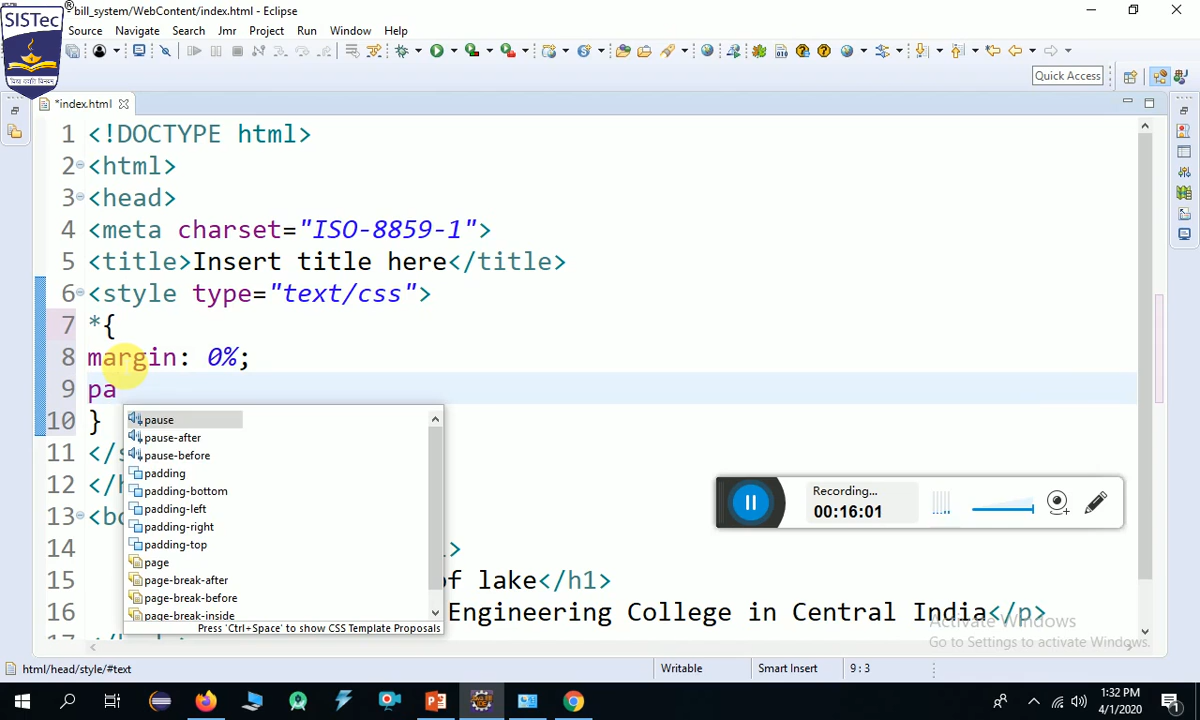 SISTec
®
विद्या ददाति विनयम्
bill_system/WebContent/index.html - Eclipse
Source Navigate Search Jmr Project Run Window Help
Quick Access
*index.html
1 <!DOCTYPE html>
2 <html>
3 <head>
4 <meta charset="ISO-8859-1">
5 <title>Insert title here</title>
6 <style type="text/css">
7 *{
8 margin: 0%;
9 pa
10 }
11 </s
12 </h
13 <bo
14 >
15 of lake</h1>
16 Engineering College in Central India</p>
17
pause
pause-after
pause-before
padding
padding-bottom
padding-left
padding-right
padding-top
page
page-break-after
page-break-before
page-break-inside
Press 'Ctrl+Space' to show CSS Template Proposals
Recording...
00:16:01
Activate Windows
Go to Settings to activate Windows.
html/head/style/#text
Writable
Smart Insert
9 : 3
1:32 PM
4/1/2020
1